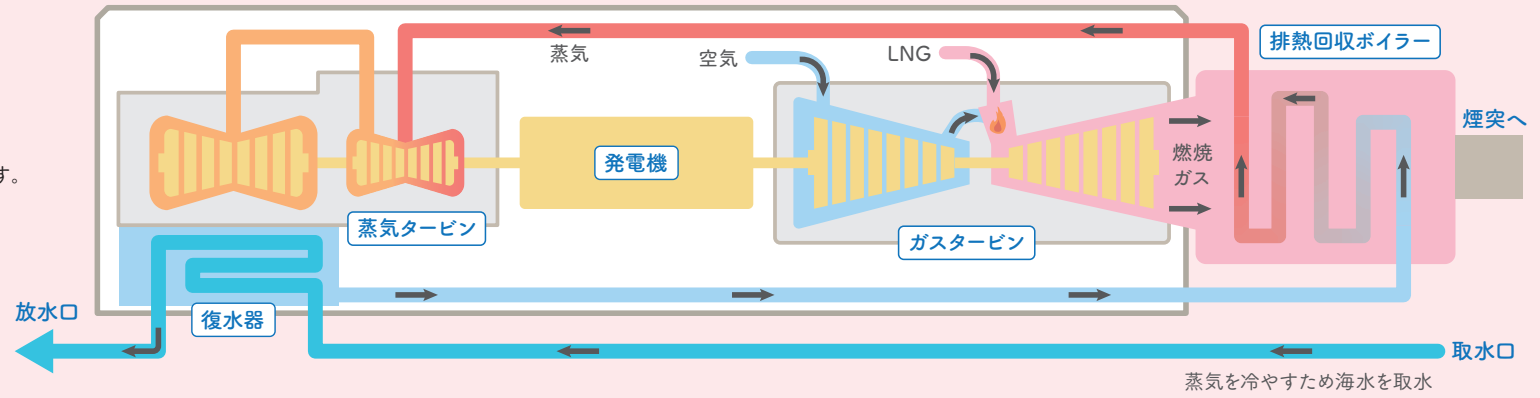 排熱回収ボイラー
蒸気
空気
LNG
煙突へ
発電機
燃焼
ガス
す。
蒸気タービン
ガスタービン
放水口
復水器
取水口
蒸気を冷やすため海水を取水